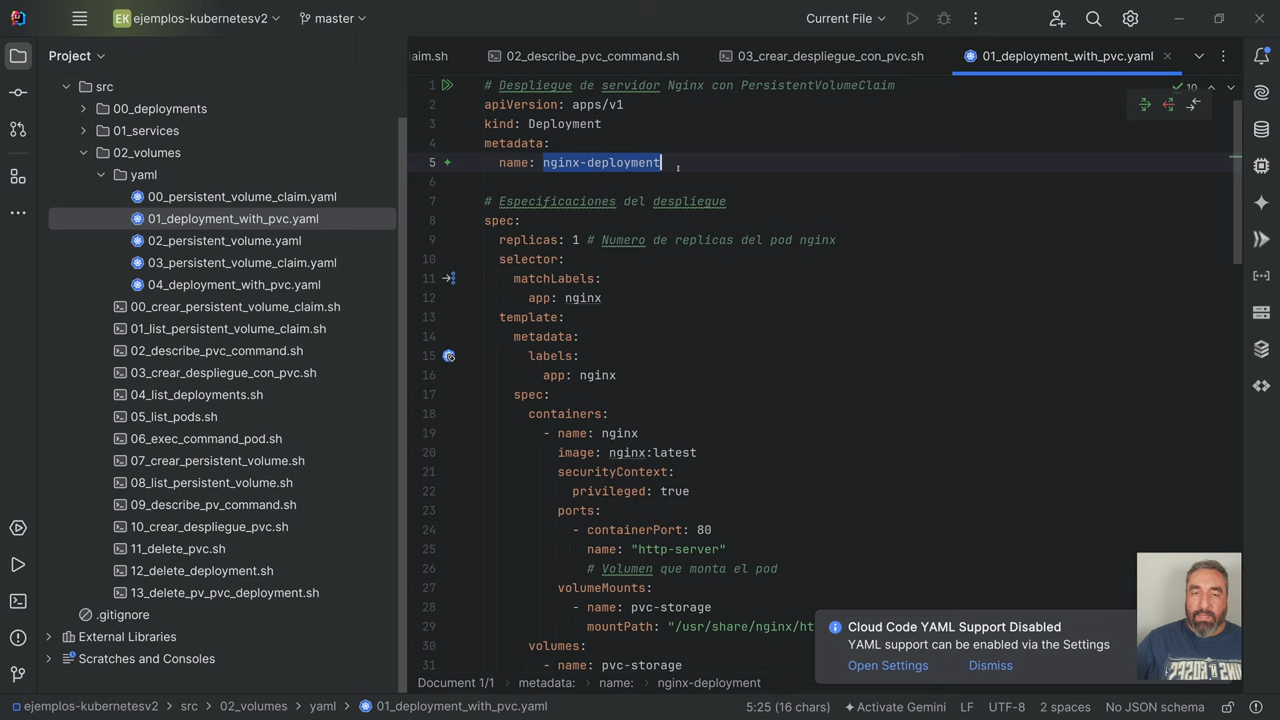 EK ejemplos-kubernetesv2
master
Current File
Project
aim.sh
02_describe_pvc_command.sh
03_crear_despliegue_con_pvc.sh
01_deployment_with_pvc.yaml
src
00_deployments
01_services
02_volumes
yaml
00_persistent_volume_claim.yaml
01_deployment_with_pvc.yaml
02_persistent_volume.yaml
03_persistent_volume_claim.yaml
04_deployment_with_pvc.yaml
00_crear_persistent_volume_claim.sh
01_list_persistent_volume_claim.sh
02_describe_pvc_command.sh
03_crear_despliegue_con_pvc.sh
04_list_deployments.sh
05_list_pods.sh
06_exec_command_pod.sh
07_crear_persistent_volume.sh
08_list_persistent_volume.sh
09_describe_pv_command.sh
10_crear_despliegue_pvc.sh
11_delete_pvc.sh
12_delete_deployment.sh
13_delete_pv_pvc_deployment.sh
.gitignore
External Libraries
Scratches and Consoles
1 # Despliegue de servidor Nginx con PersistentVolumeClaim
10
2 apiVersion: apps/v1
3 kind: Deployment
4 metadata:
5 name: nginx-deployment
6
7 # Especificaciones del despliegue
8 spec:
9 replicas: 1 # Numero de replicas del pod nginx
10 selector:
11 matchLabels:
12 app: nginx
13 template:
14 metadata:
15 labels:
16 app: nginx
17 spec:
18 containers:
19 - name: nginx
20 image: nginx:latest
21 securityContext:
22 privileged: true
23 ports:
24 - containerPort: 80
25 name: "http-server"
26 # Volumen que monta el pod
27 volumeMounts:
28 - name: pvc-storage
29 mountPath: "/usr/share/nginx/ht
30 volumes:
31 - name: pvc-storage
Cloud Code YAML Support Disabled
YAML support can be enabled via the Settings
Open Settings
Dismiss
Document 1/1 › metadata: › name: › nginx-deployment
ejemplos-kubernetesv2 › src › 02_volumes › yaml › 01_deployment_with_pvc.yaml
5:25 (16 chars)
Activate Gemini
LF
UTF-8
2 spaces
No JSON schema